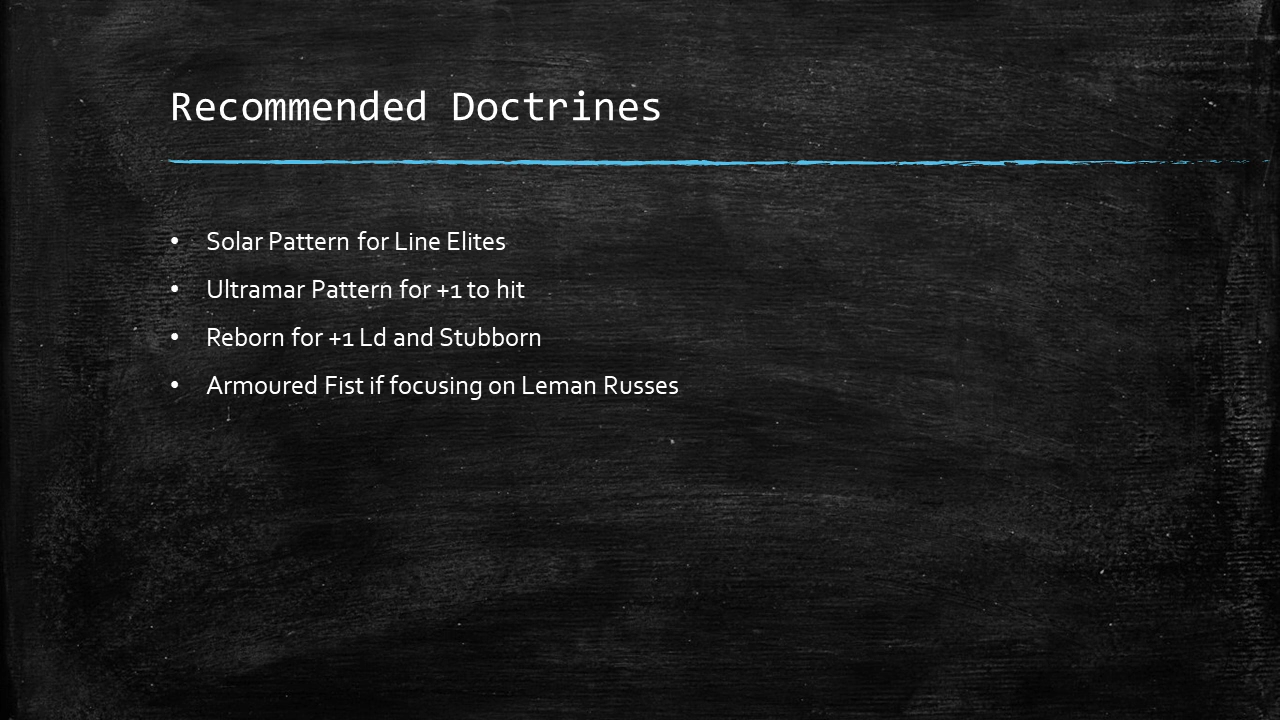 Recommended Doctrines
• Solar Pattern for Line Elites
• Ultramar Pattern for +1 to hit
• Reborn for +1 Ld and Stubborn
• Armoured Fist if focusing on Leman Russes